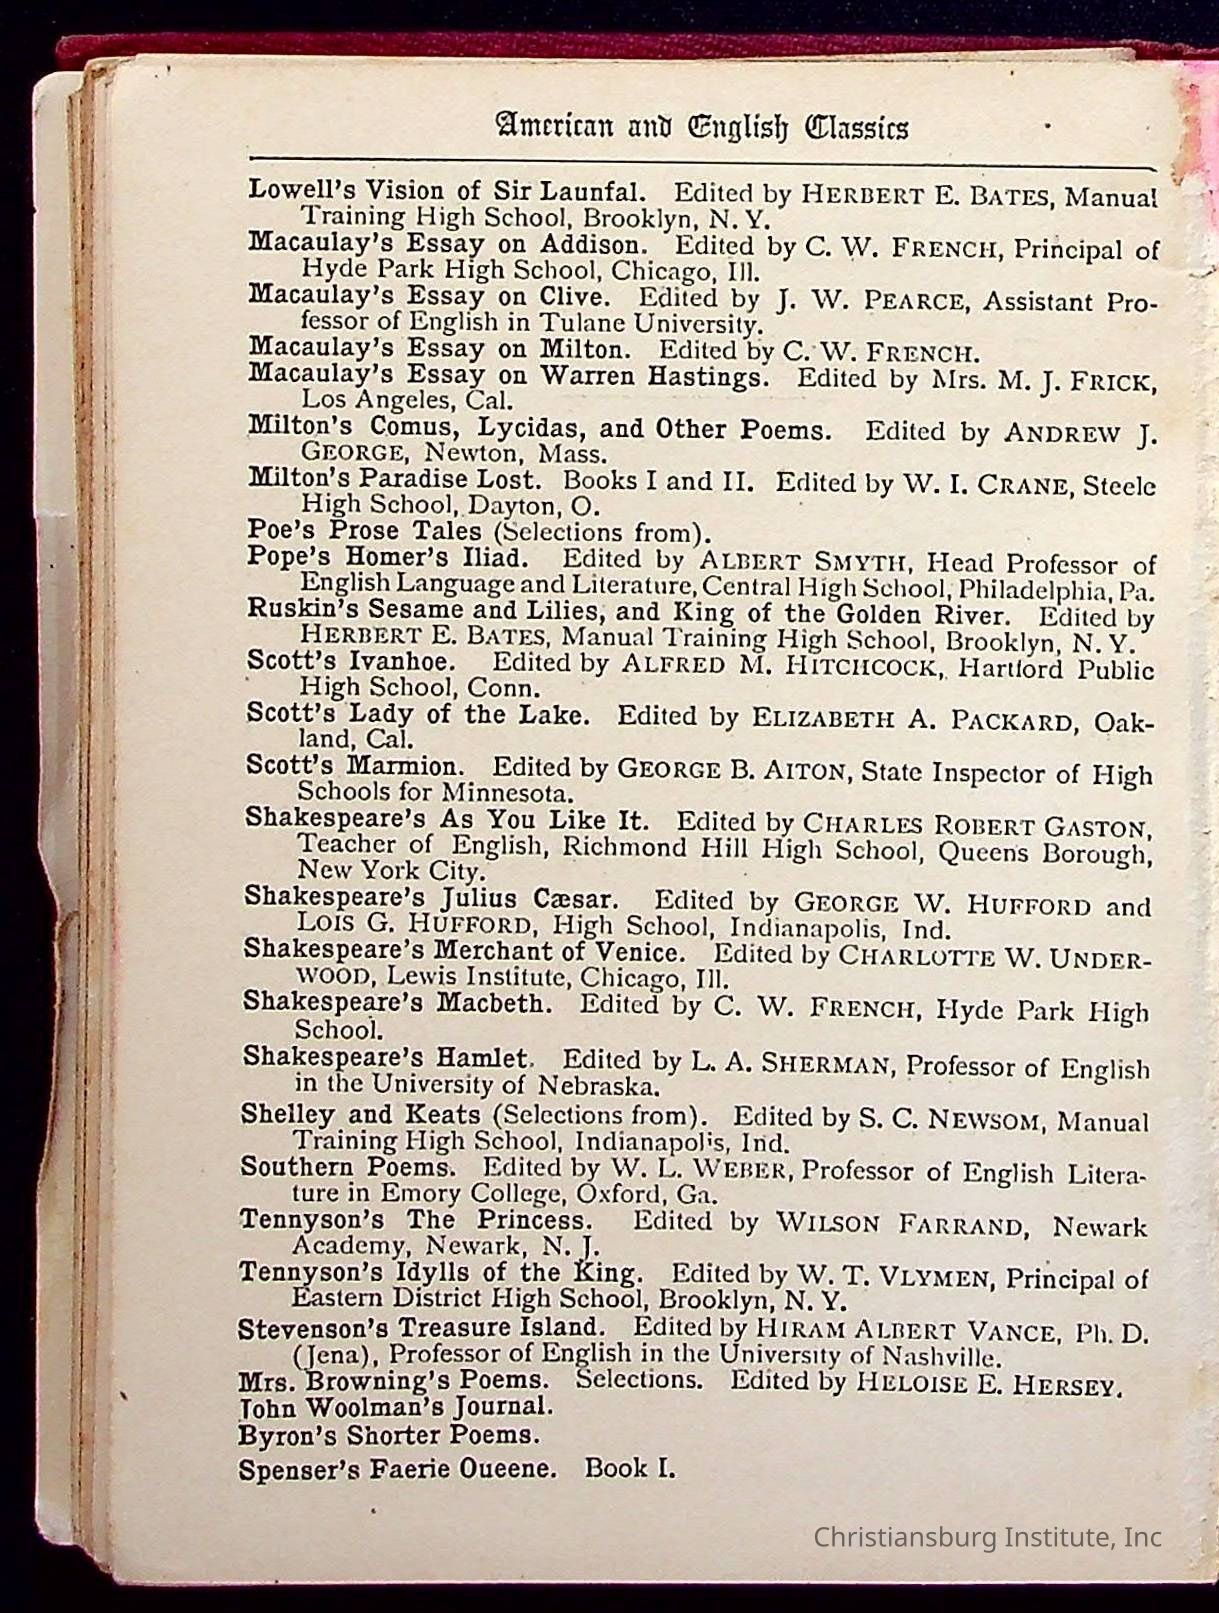 American and English Classics
Lowell's Vision of Sir Launfal. Edited by HERBERT E. BATES, Manual
Training High School, Brooklyn, N. Y.
Macaulay's Essay on Addison. Edited by C. W. FRENCH, Principal of
Hyde Park High School, Chicago, Ill.
Macaulay's Essay on Clive. Edited by J. W. PEARCE, Assistant Pro-
fessor of English in Tulane University.
Macaulay's Essay on Milton. Edited by C. W. FRENCH.
Macaulay's Essay on Warren Hastings. Edited by Mrs. M. J. FRICK,
Los Angeles, Cal.
Milton's Comus, Lycidas, and Other Poems. Edited by ANDREW J.
GEORGE, Newton, Mass.
Milton's Paradise Lost. Books I and II. Edited by W. I. CRANE, Steele
High School, Dayton, O.
Poe's Prose Tales (Selections from).
Pope's Homer's Iliad. Edited by ALBERT SMYTH, Head Professor of
English Language and Literature, Central High School, Philadelphia, Pa.
Ruskin's Sesame and Lilies, and King of the Golden River. Edited by
HERBERT E. BATES, Manual Training High School, Brooklyn, N. Y.
Scott's Ivanhoe. Edited by ALFRED M. HITCHCOCK, Hartford Public
High School, Conn.
Scott's Lady of the Lake. Edited by ELIZABETH A. PACKARD, Oak-
land, Cal.
Scott's Marmion. Edited by GEORGE B. AITON, State Inspector of High
Schools for Minnesota.
Shakespeare's As You Like It. Edited by CHARLES ROBERT GASTON,
Teacher of English, Richmond Hill High School, Queens Borough,
New York City.
Shakespeare's Julius Cæsar. Edited by GEORGE W. HUFFORD and
LOIS G. HUFFORD, High School, Indianapolis, Ind.
Shakespeare's Merchant of Venice. Edited by CHARLOTTE W. UNDER-
WOOD, Lewis Institute, Chicago, Ill.
Shakespeare's Macbeth. Edited by C. W. FRENCH, Hyde Park High
School.
Shakespeare's Hamlet. Edited by L. A. SHERMAN, Professor of English
in the University of Nebraska.
Shelley and Keats (Selections from). Edited by S. C. NEWSOM, Manual
Training High School, Indianapolis, Ind.
Southern Poems. Edited by W. L. WEBER, Professor of English Litera-
ture in Emory College, Oxford, Ga.
Tennyson's The Princess. Edited by WILSON FARRAND, Newark
Academy, Newark, N. J.
Tennyson's Idylls of the King. Edited by W. T. VLYMEN, Principal of
Eastern District High School, Brooklyn, N. Y.
Stevenson's Treasure Island. Edited by HIRAM ALBERT VANCE, Ph. D.
(Jena), Professor of English in the University of Nashville.
Mrs. Browning's Poems. Selections. Edited by HELOISE E. HERSEY.
John Woolman's Journal.
Byron's Shorter Poems.
Spenser's Faerie Queene. Book I.
Christiansburg Institute, Inc